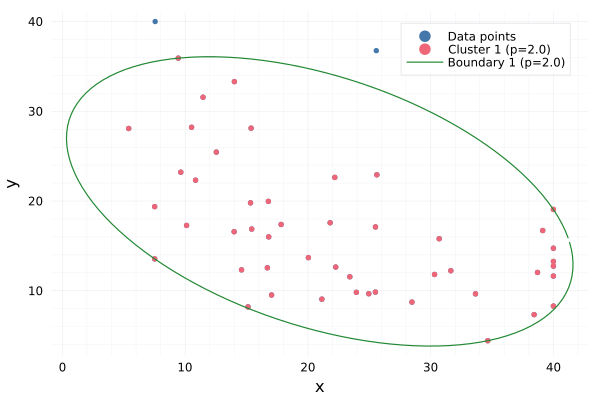 40
30
20
10
y
0 10 20 30 40
x
Data points
Cluster 1 (p=2.0)
Boundary 1 (p=2.0)